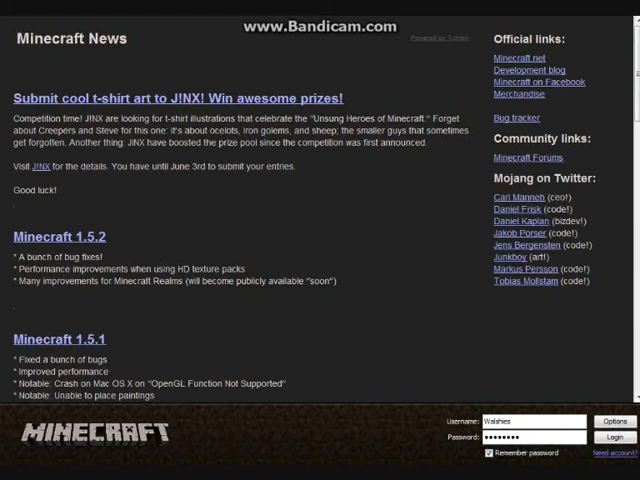 www.Bandicam.com
Minecraft News
Powered by Tumblr
Submit cool t-shirt art to J!NX! Win awesome prizes!
Competition time! J!NX are looking for t-shirt illustrations that celebrate the "Unsung Heroes of Minecraft." Forget
about Creepers and Steve for this one: it's about ocelots, iron golems, and sheep; the smaller guys that sometimes
get forgotten. Another thing: J!NX have boosted the prize pool since the competition was first announced.
Visit J!NX for the details. You have until June 3rd to submit your entries.
Good luck!
Minecraft 1.5.2
* A bunch of bug fixes!
* Performance improvements when using HD texture packs
* Many improvements for Minecraft Realms (will become publicly available "soon")
Minecraft 1.5.1
* Fixed a bunch of bugs
* Improved performance
* Notable: Crash on Mac OS X on "OpenGL Function Not Supported"
* Notable: Unable to place paintings
Official links:
Minecraft.net
Development blog
Minecraft on Facebook
Merchandise
Bug tracker
Community links:
Minecraft Forums
Mojang on Twitter:
Carl Manneh (ceo!)
Daniel Frisk (code!)
Daniel Kaplan (bizdev!)
Jakob Porser (code!)
Jens Bergensten (code!)
Junkboy (art!)
Markus Persson (code!)
Tobias Mollstam (code!)
MINECRAFT
Username: Walshies
Options
Password: ●●●●●●●●
Login
Remember password
Need account?